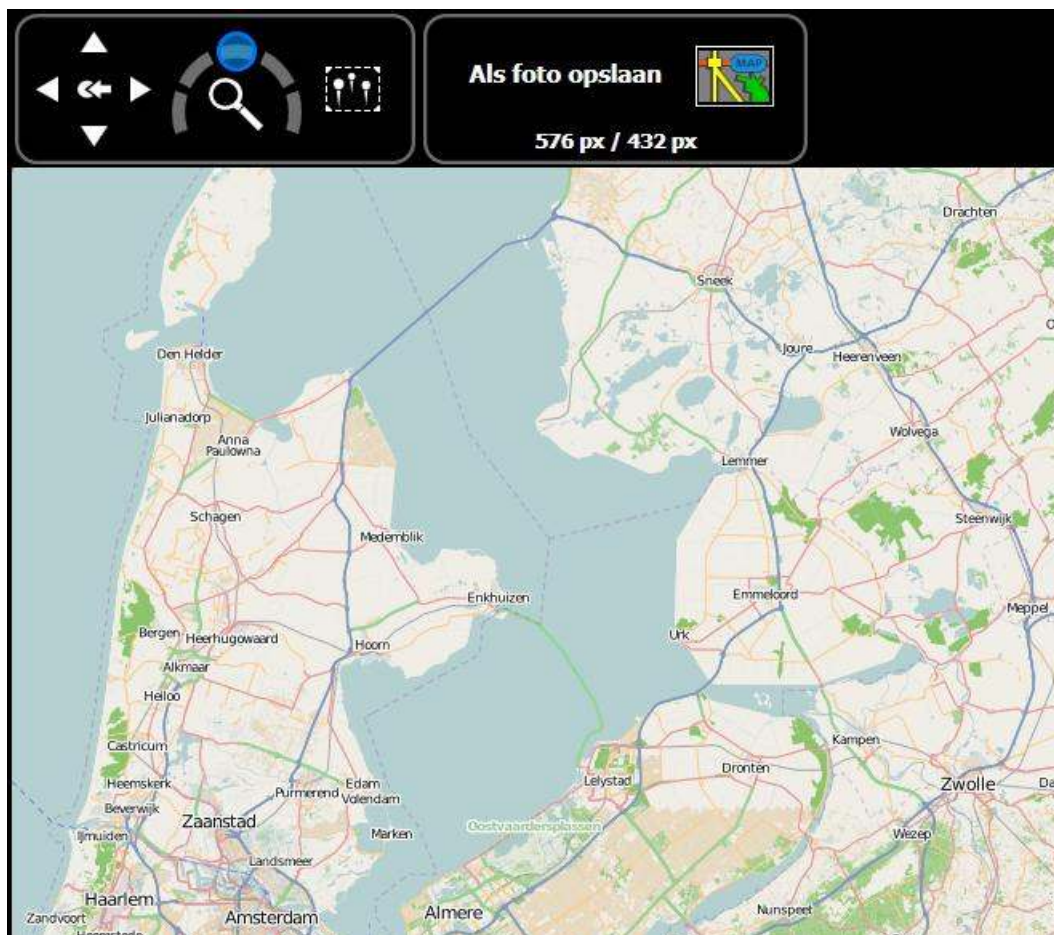 Als foto opslaan
MAP
576 px / 432 px
Drachten
Sneek
Den Helder
Joure
Heerenveen
Julianadorp
Anna
Paulowna
Wolvega
Lemmer
Schagen
Steenwijk
Medemblik
Emmeloord
Enkhuizen
Meppel
Bergen
Heerhugowaard
Urk
Hoorn
Alkmaar
Heiloo
Castricum
Kampen
Dronten
Heemskerk
Lelystad
Edam
Volendam
Purmerend
Zwolle
Beverwijk
Zaanstad
Oostvaardersplassen
IJmuiden
Marken
Wezep
Landsmeer
Haarlem
Almere
Nunspeet
Zandvoort
Amsterdam